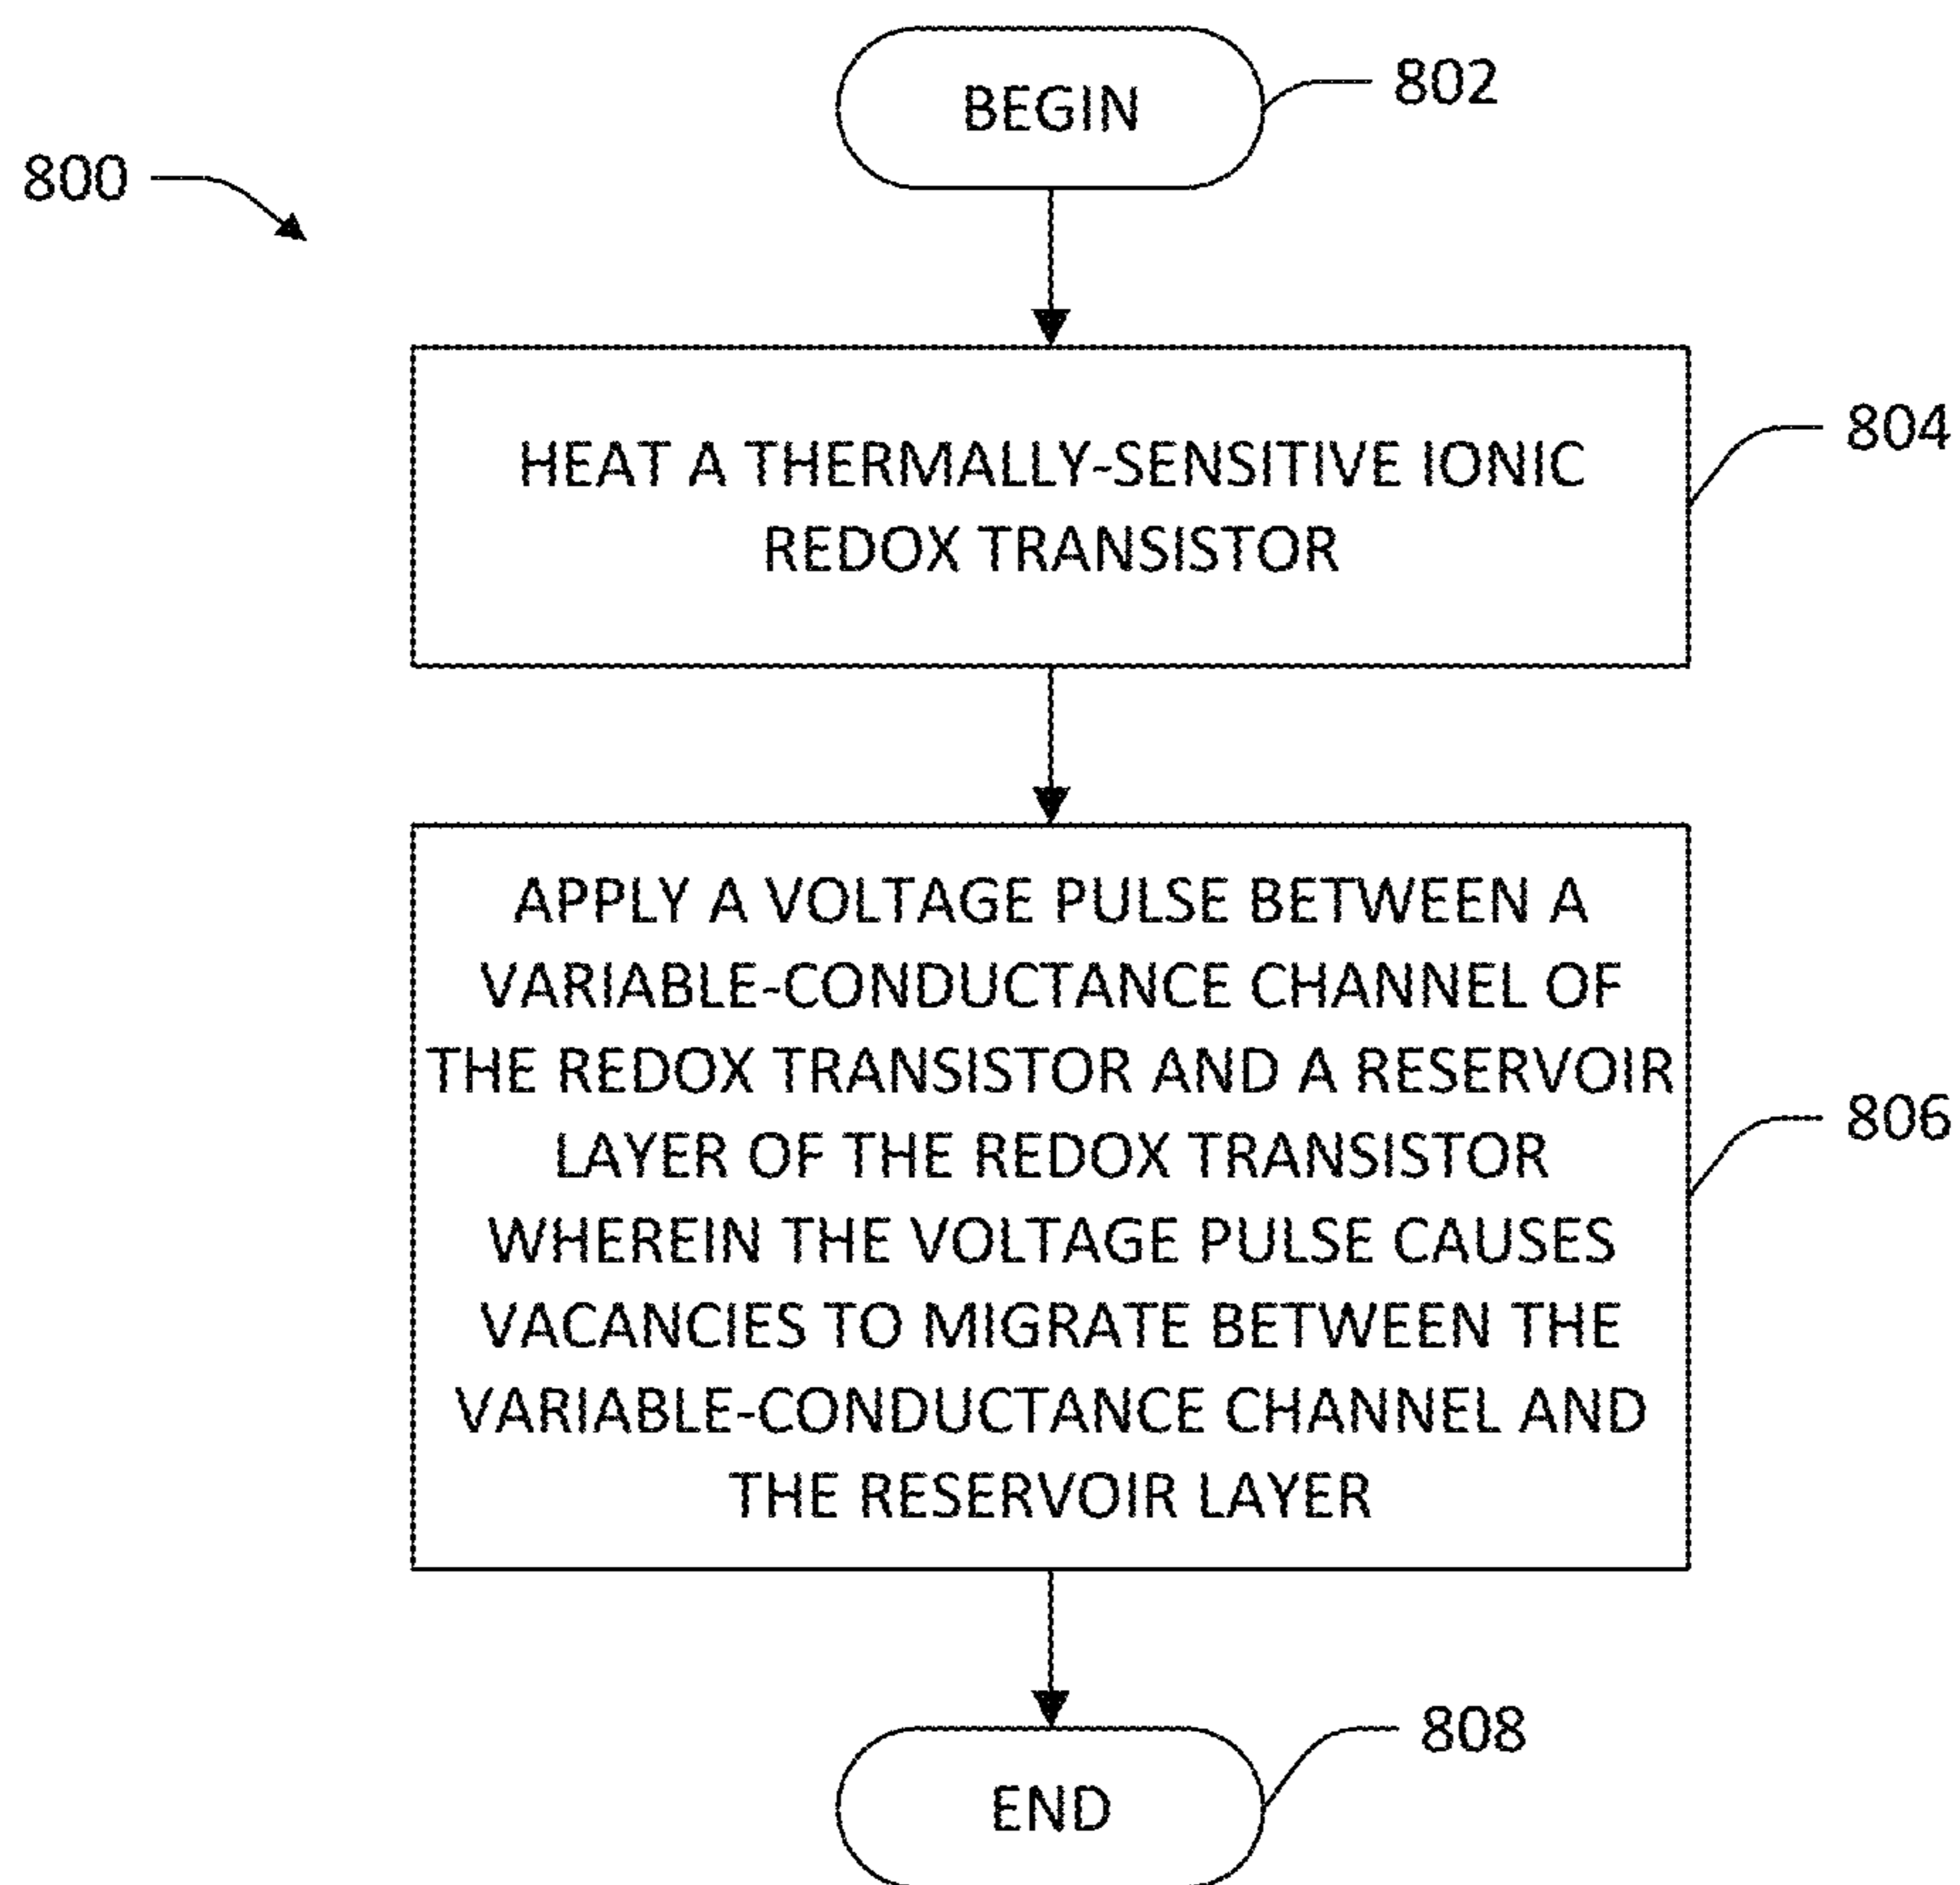 BEGIN
802
800
HEAT A THERMALLY-SENSITIVE IONIC
REDOX TRANSISTOR
804
APPLY A VOLTAGE PULSE BETWEEN A
VARIABLE-CONDUCTANCE CHANNEL OF
THE REDOX TRANSISTOR AND A RESERVOIR
LAYER OF THE REDOX TRANSISTOR
WHEREIN THE VOLTAGE PULSE CAUSES
VACANCIES TO MIGRATE BETWEEN THE
VARIABLE-CONDUCTANCE CHANNEL AND
THE RESERVOIR LAYER
806
END
808